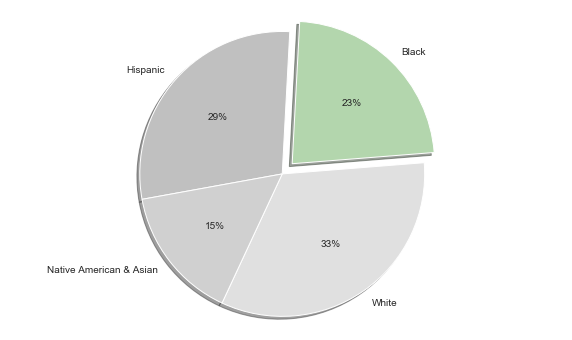 Black
Hispanic
23%
29%
15%
33%
Native American & Asian
White